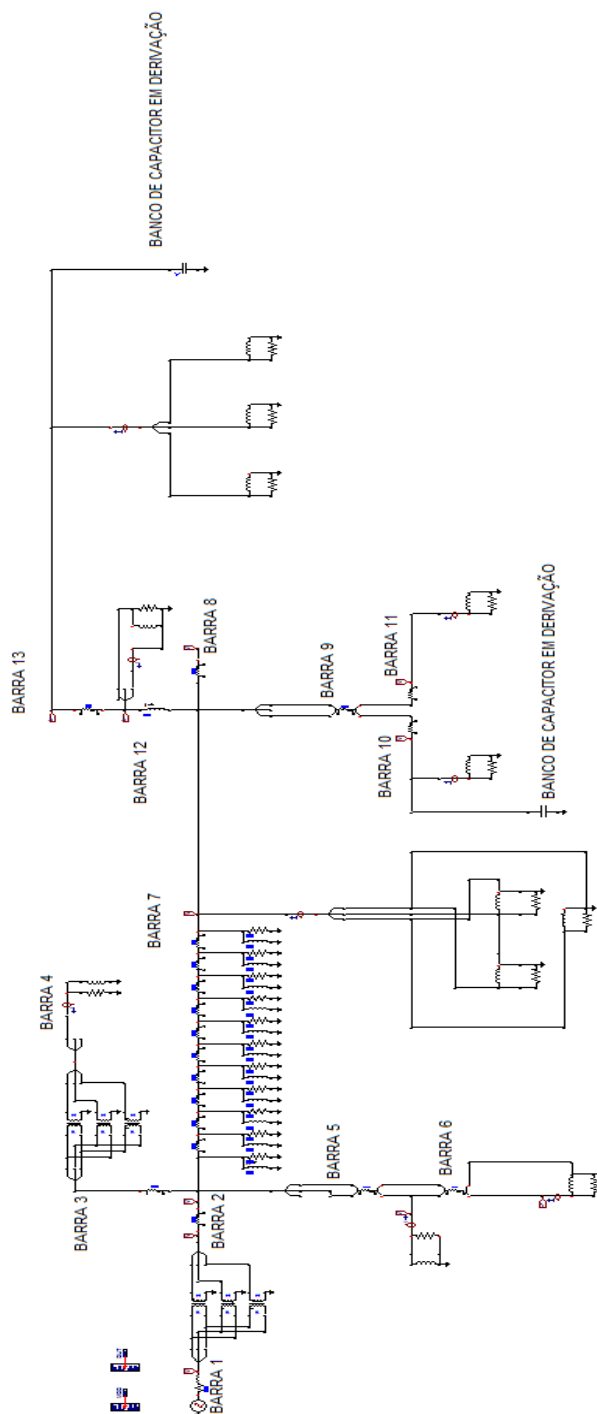 BANCO DE CAPACITOR EM DERIVAÇÃO
BARRA 13
BARRA 8
BARRA 12
BARRA 11
BARRA 9
BARRA 10
BANCO DE CAPACITOR EM DERIVAÇÃO
BARRA 7
BARRA 4
BARRA 5
BARRA 6
BARRA 3
BARRA 2
BARRA 1